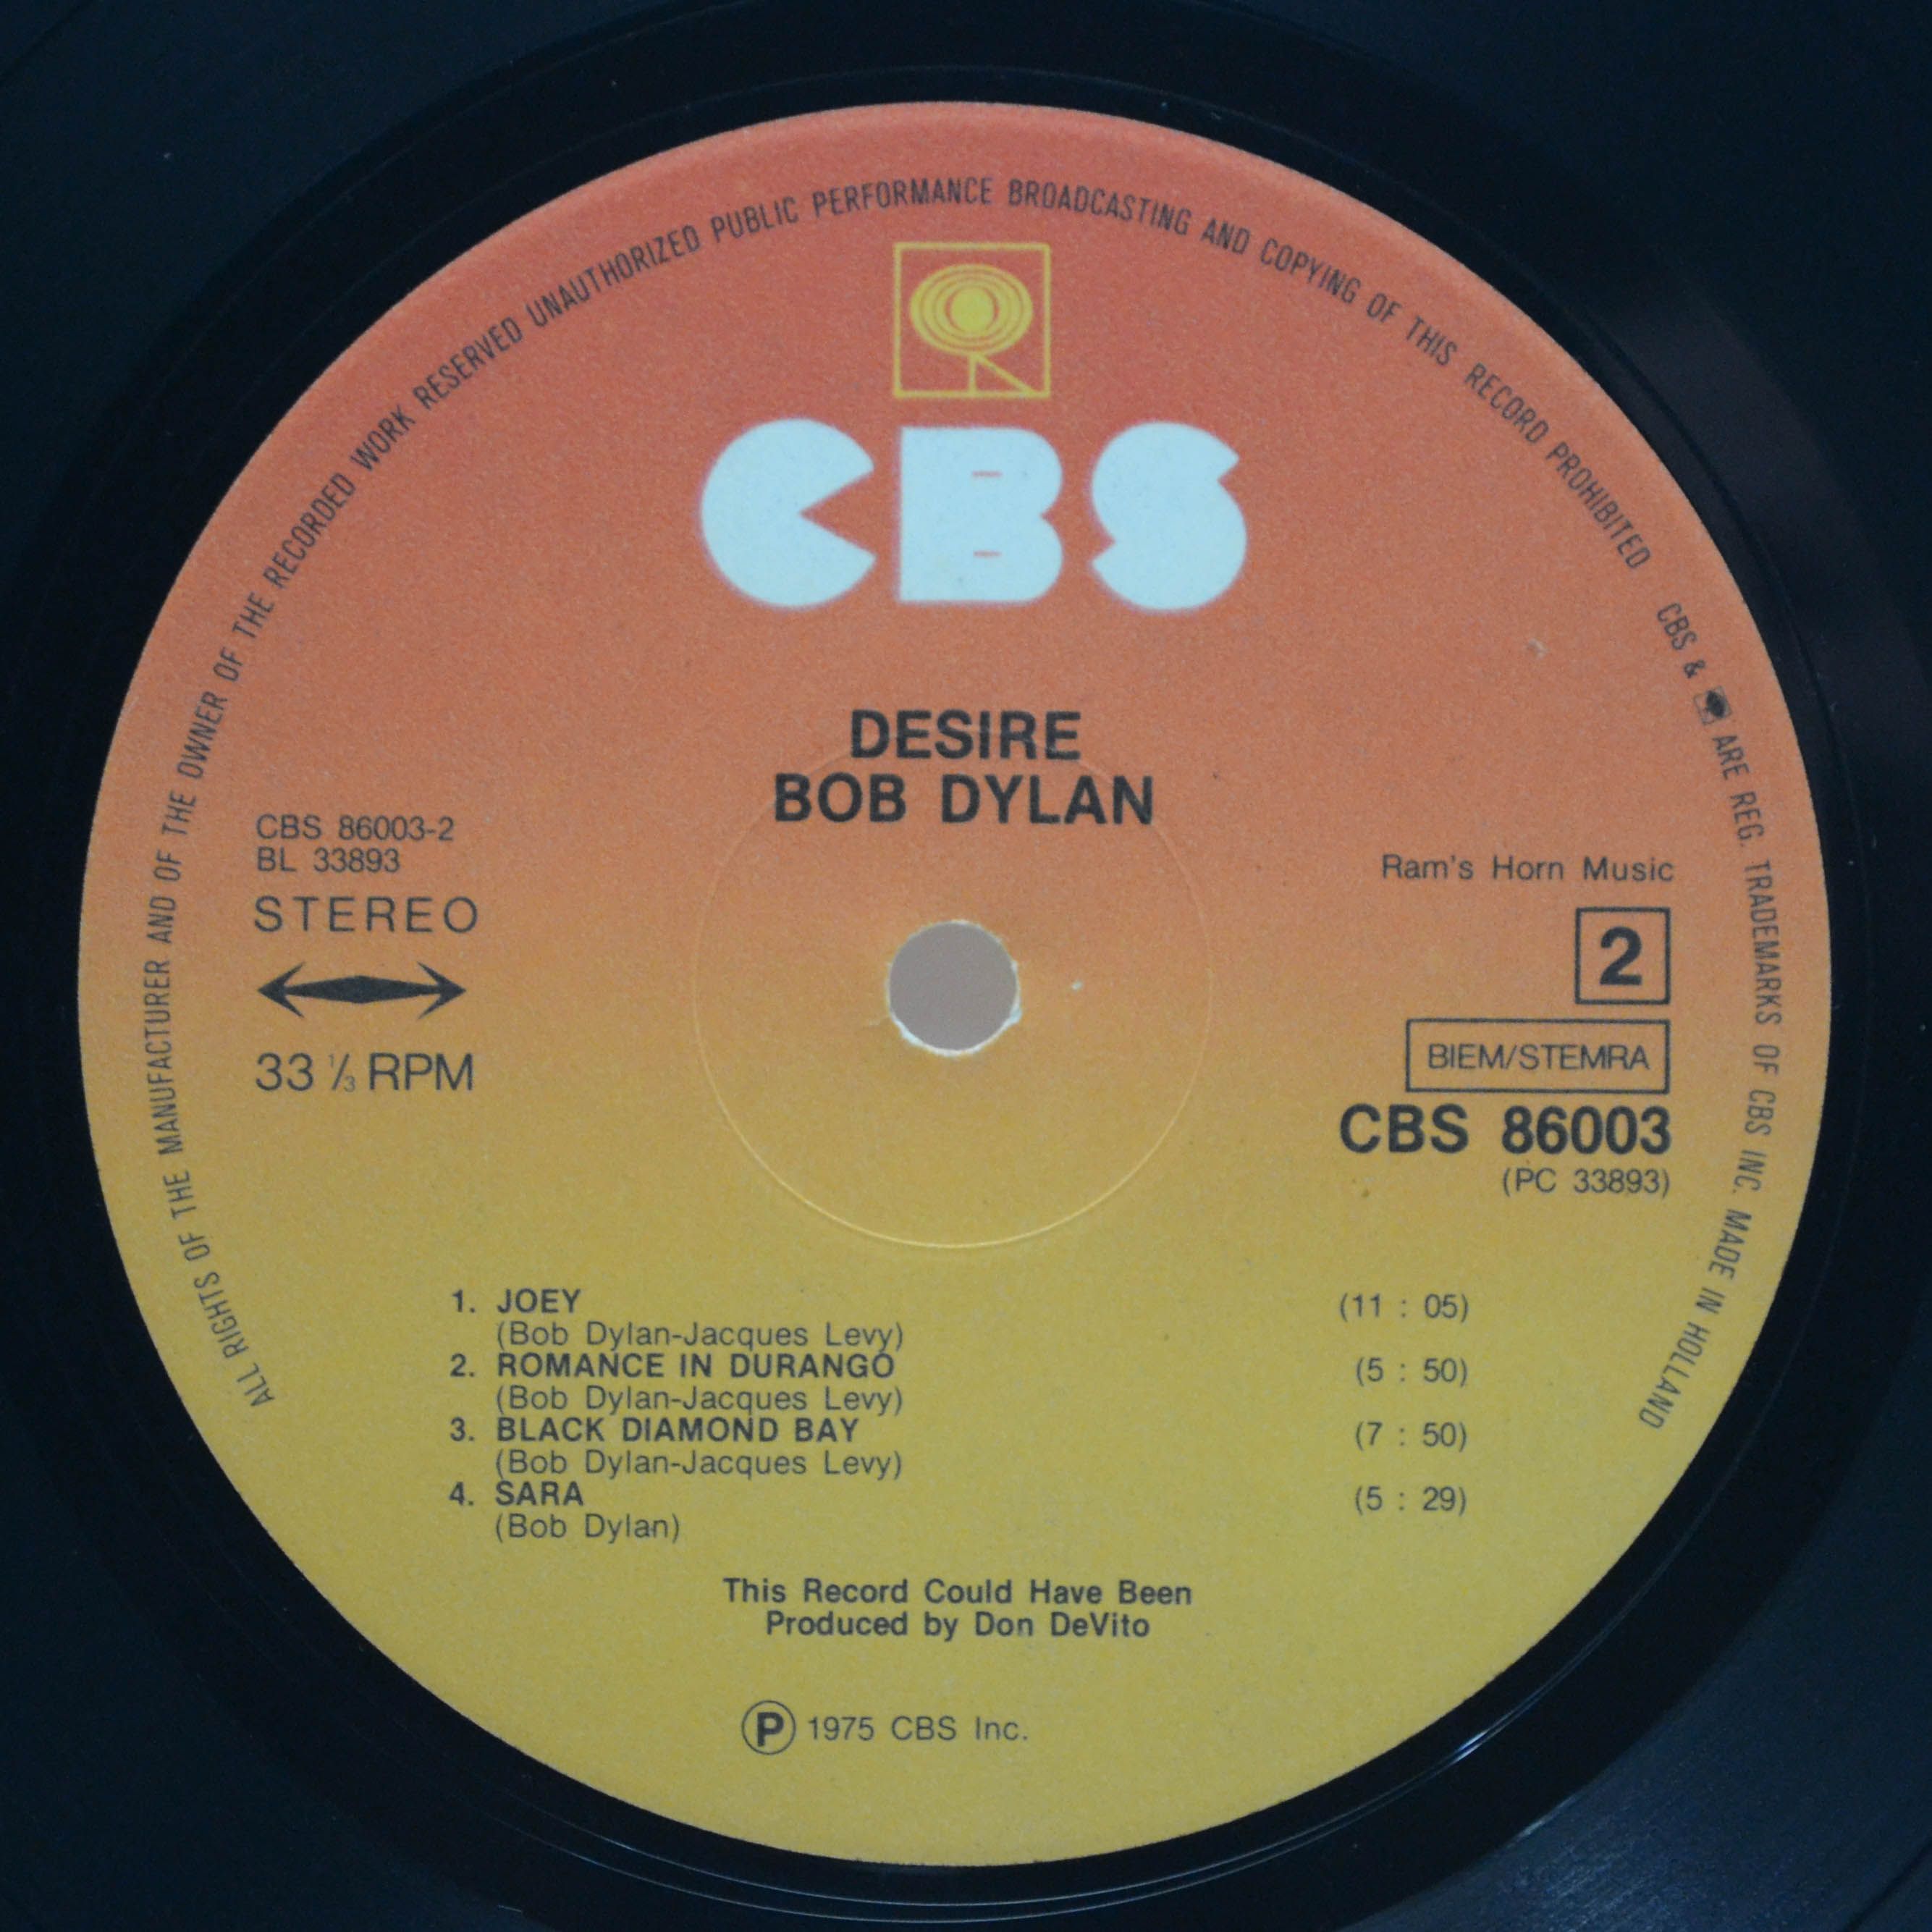 ALL RIGHTS OF THE MANUFACTURER AND OF THE OWNER OF THE RECORDED WORK RESERVED UNAUTHORIZED PUBLIC PERFORMANCE BROADCASTING AND COPYING OF THIS RECORD PROHIBITED CBS & ARE REG. TRADEMARKS OF CBS INC. MADE IN HOLLAND
CBS
DESIRE
BOB DYLAN
CBS 86003-2
BL 33893
STEREO
33 1/3 RPM
Ram's Horn Music
2
BIEM/STEMRA
CBS 86003
(PC 33893)
1. JOEY (11 : 05)
(Bob Dylan-Jacques Levy)
2. ROMANCE IN DURANGO (5 : 50)
(Bob Dylan-Jacques Levy)
3. BLACK DIAMOND BAY (7 : 50)
(Bob Dylan-Jacques Levy)
4. SARA (5 : 29)
(Bob Dylan)
This Record Could Have Been
Produced by Don DeVito
Ⓟ 1975 CBS Inc.